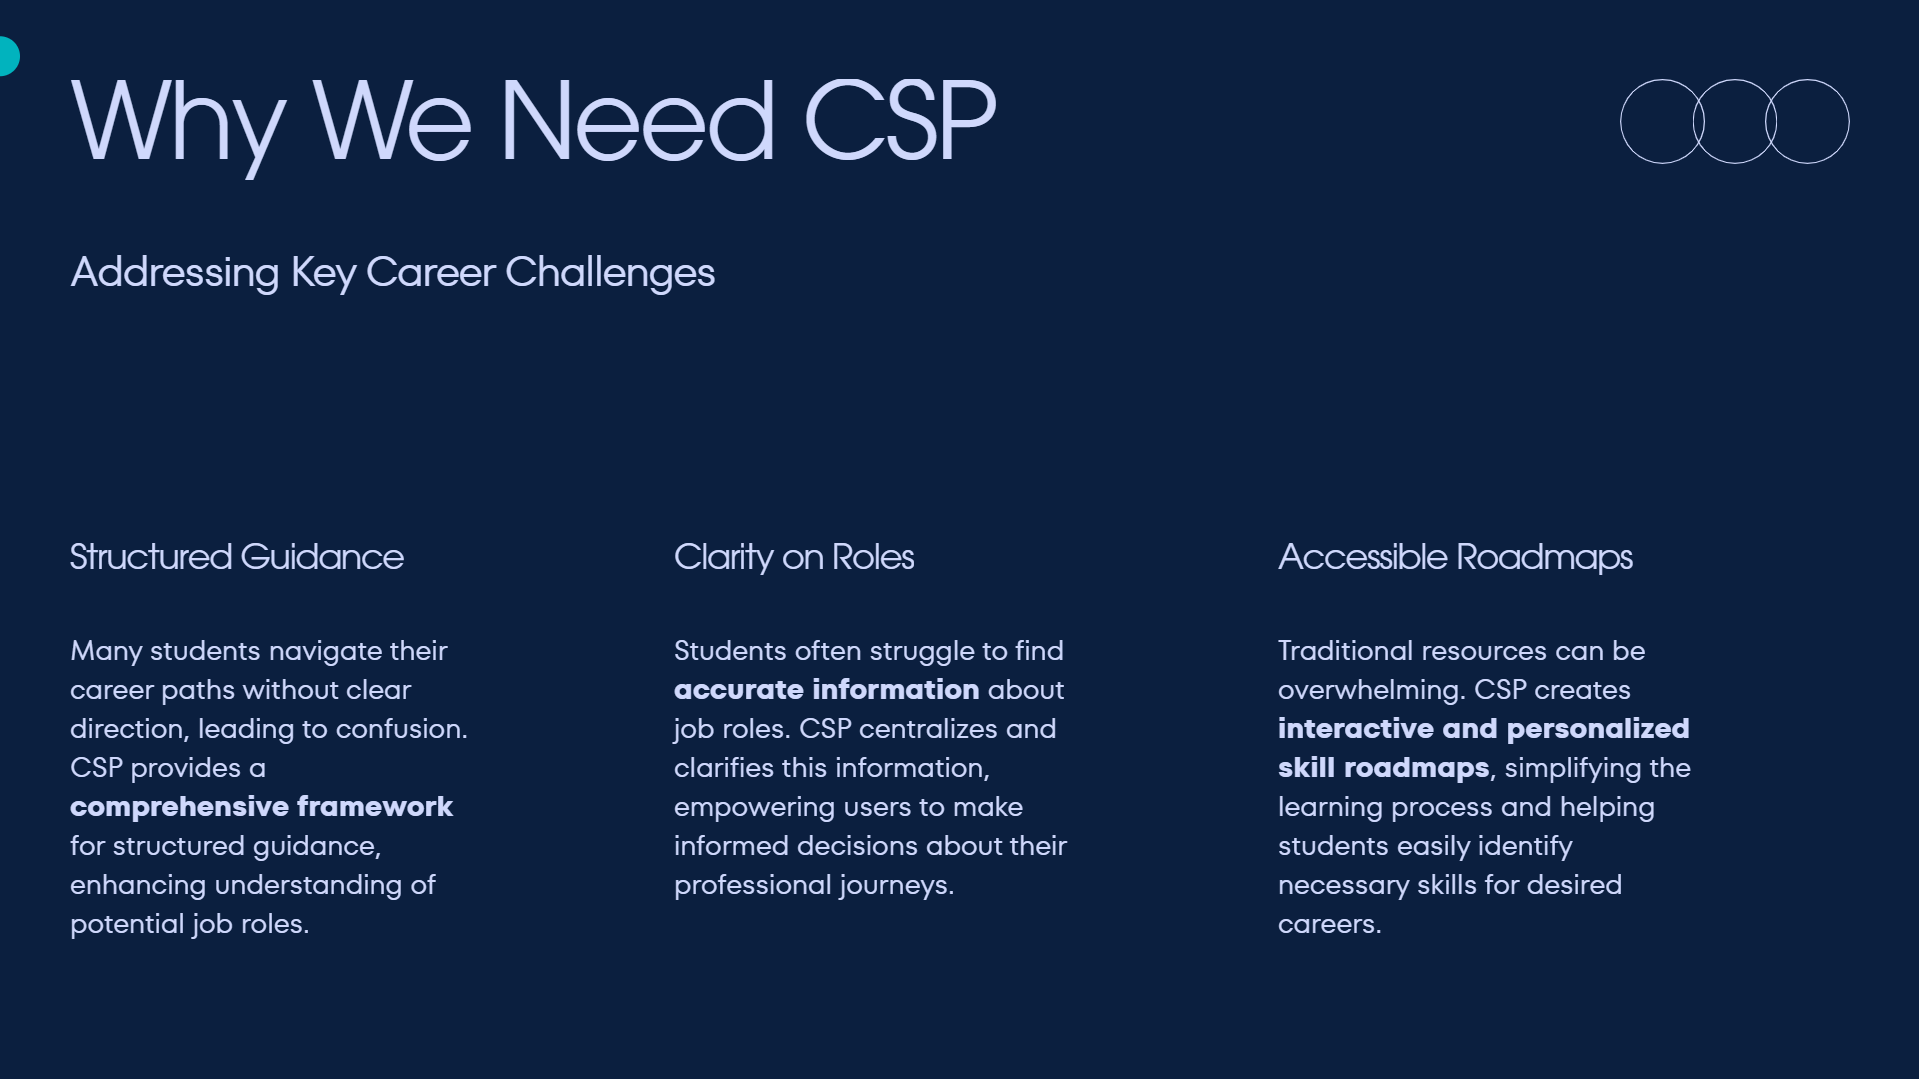 Why We Need CSP
Addressing Key Career Challenges
Structured Guidance
Many students navigate their
career paths without clear
direction, leading to confusion.
CSP provides a
comprehensive framework
for structured guidance,
enhancing understanding of
potential job roles.
Clarity on Roles
Students often struggle to find
accurate information about
job roles. CSP centralizes and
clarifies this information,
empowering users to make
informed decisions about their
professional journeys.
Accessible Roadmaps
Traditional resources can be
overwhelming. CSP creates
interactive and personalized
skill roadmaps, simplifying the
learning process and helping
students easily identify
necessary skills for desired
careers.